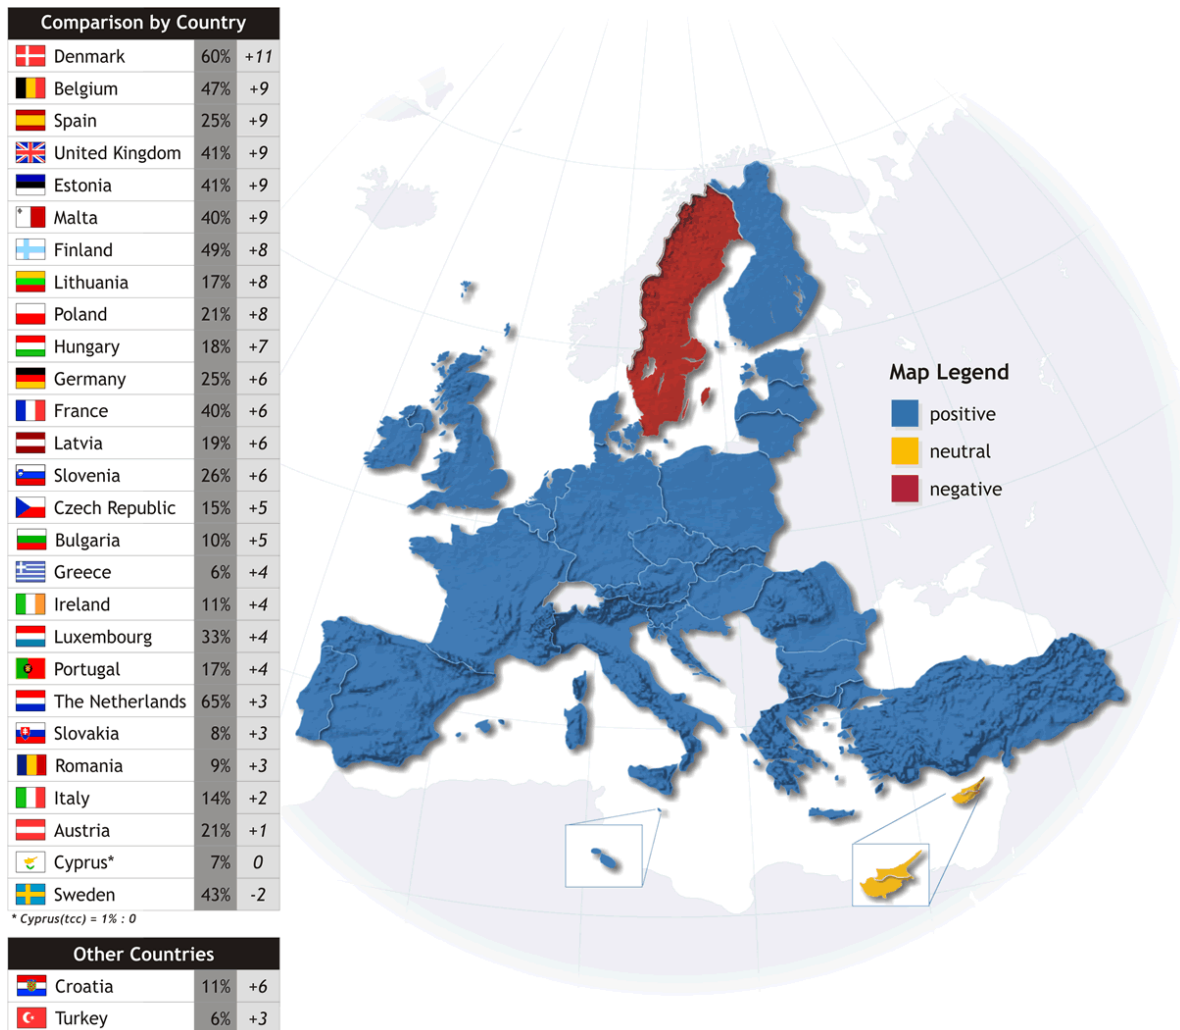 Comparison by Country
Denmark 60% +11
Belgium 47% +9
Spain 25% +9
United Kingdom 41% +9
Estonia 41% +9
Malta 40% +9
Finland 49% +8
Lithuania 17% +8
Poland 21% +8
Hungary 18% +7
Germany 25% +6
France 40% +6
Latvia 19% +6
Slovenia 26% +6
Czech Republic 15% +5
Bulgaria 10% +5
Greece 6% +4
Ireland 11% +4
Luxembourg 33% +4
Portugal 17% +4
The Netherlands 65% +3
Slovakia 8% +3
Romania 9% +3
Italy 14% +2
Austria 21% +1
Cyprus* 7% 0
Sweden 43% -2
* Cyprus(tcc) = 1% : 0
Other Countries
Croatia 11% +6
Turkey 6% +3
Map Legend
positive
neutral
negative